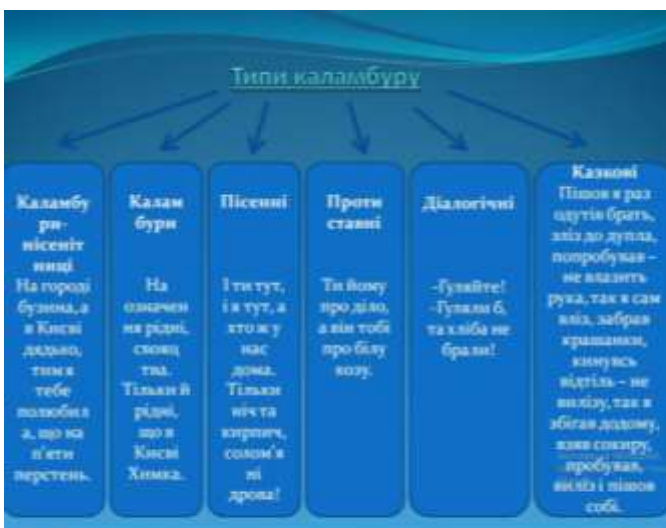 Типи каламбуру
Каламбу
ри-
нісеніт
ниці
На городі
бузина, а
в Києві
дядько,
тим я
тебе
полюбил
а, що на
п'яти
перстень.
Калам
бури
На
означен
ня рідні,
своя
цтва.
Тільки й
рідні,
що в
Києві
Химка.
Пісенні
І ти тут,
і я тут, а
хто ж у
нас
дома.
Тільки
піч та
кирпич,
солом'я
ні
дрова!
Проти
ставні
Ти йому
про діло,
а він тобі
про білу
козу.
Діалогічні
-Гуляйте!
-Гуляли б,
та хліба не
брали!
Казкові
Пішов я раз
одутів брать,
вліз до дупла,
попробував –
не влазить
рука, так я сам
вліз, забрав
крашанки,
кинувсь
відтіль – не
вилізу, так я
збігав додому,
взяв сокиру,
прорубав,
виліз і пішов
собі.